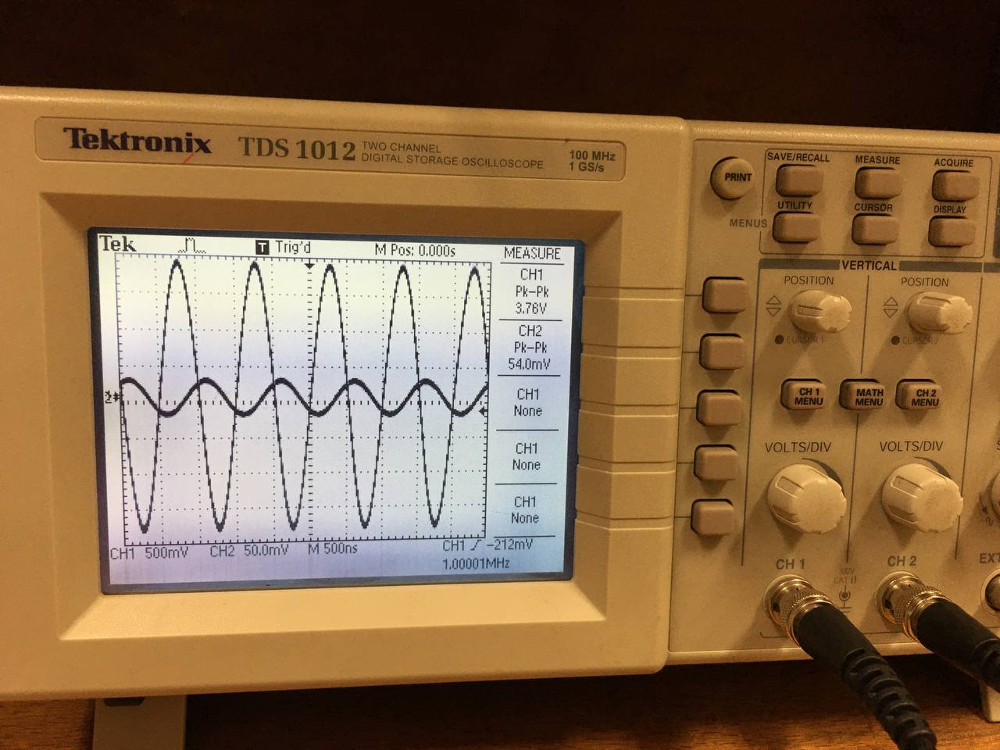 Tektronix
TDS 1012
TWO CHANNEL
DIGITAL STORAGE OSCILLOSCOPE
100 MHz
1 GS/s
Tek
T Trig'd
M Pos: 0.000s
MEASURE
CH1
Pk-Pk
3.76V
CH2
Pk-Pk
54.0mV
CH1
None
CH1
None
CH1
None
CH1 500mV CH2 50.0mV M 500ns CH1 -212mV
1.00001MHz
PRINT
SAVE/RECALL MEASURE ACQUIRE
UTILITY CURSOR DISPLAY
MENUS
VERTICAL
POSITION POSITION
CURSOR 1 CURSOR 2
CH 1
MENU
MATH
MENU
CH 2
MENU
VOLTS/DIV VOLTS/DIV
CH 1 CH 2
300V
CAT II